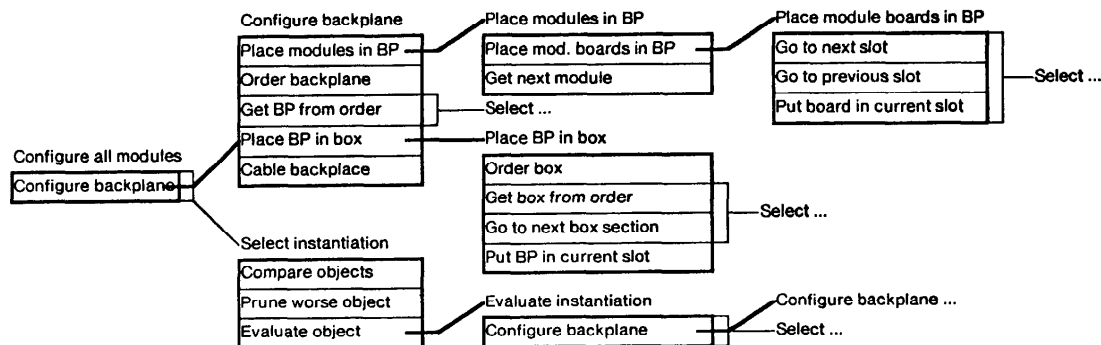 Configure backplane
Place modules in BP
Order backplane
Get BP from order
Place BP in box
Cable backplace
Place modules in BP
Place mod. boards in BP
Get next module
Select ...
Place module boards in BP
Go to next slot
Go to previous slot
Put board in current slot
Select ...
Place BP in box
Order box
Get box from order
Go to next box section
Put BP in current slot
Select ...
Configure all modules
Configure backplane
Select instantiation
Compare objects
Prune worse object
Evaluate object
Evaluate instantiation
Configure backplane
Configure backplane ...
Select ...